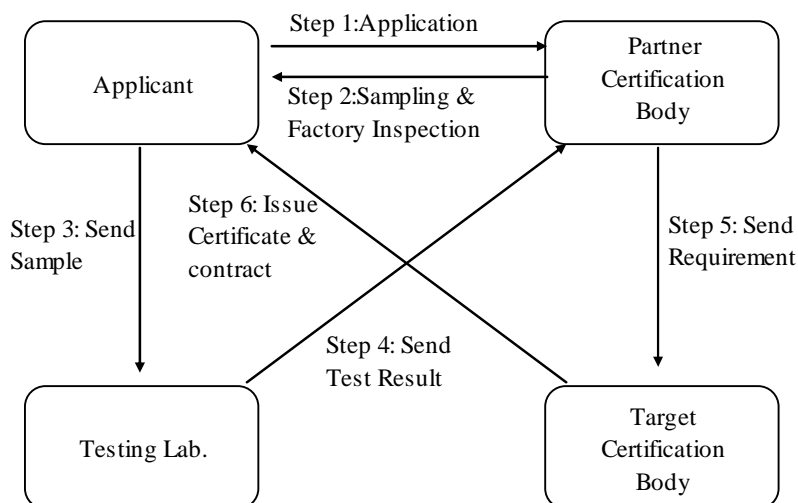 Step 1:Application
Applicant
Partner
Certification
Body
Step 2:Sampling &
Factory Inspection
Step 3: Send
Sample
Step 6: Issue
Certificate &
contract
Step 5: Send
Requirement
Step 4: Send
Test Result
Testing Lab.
Target
Certification
Body